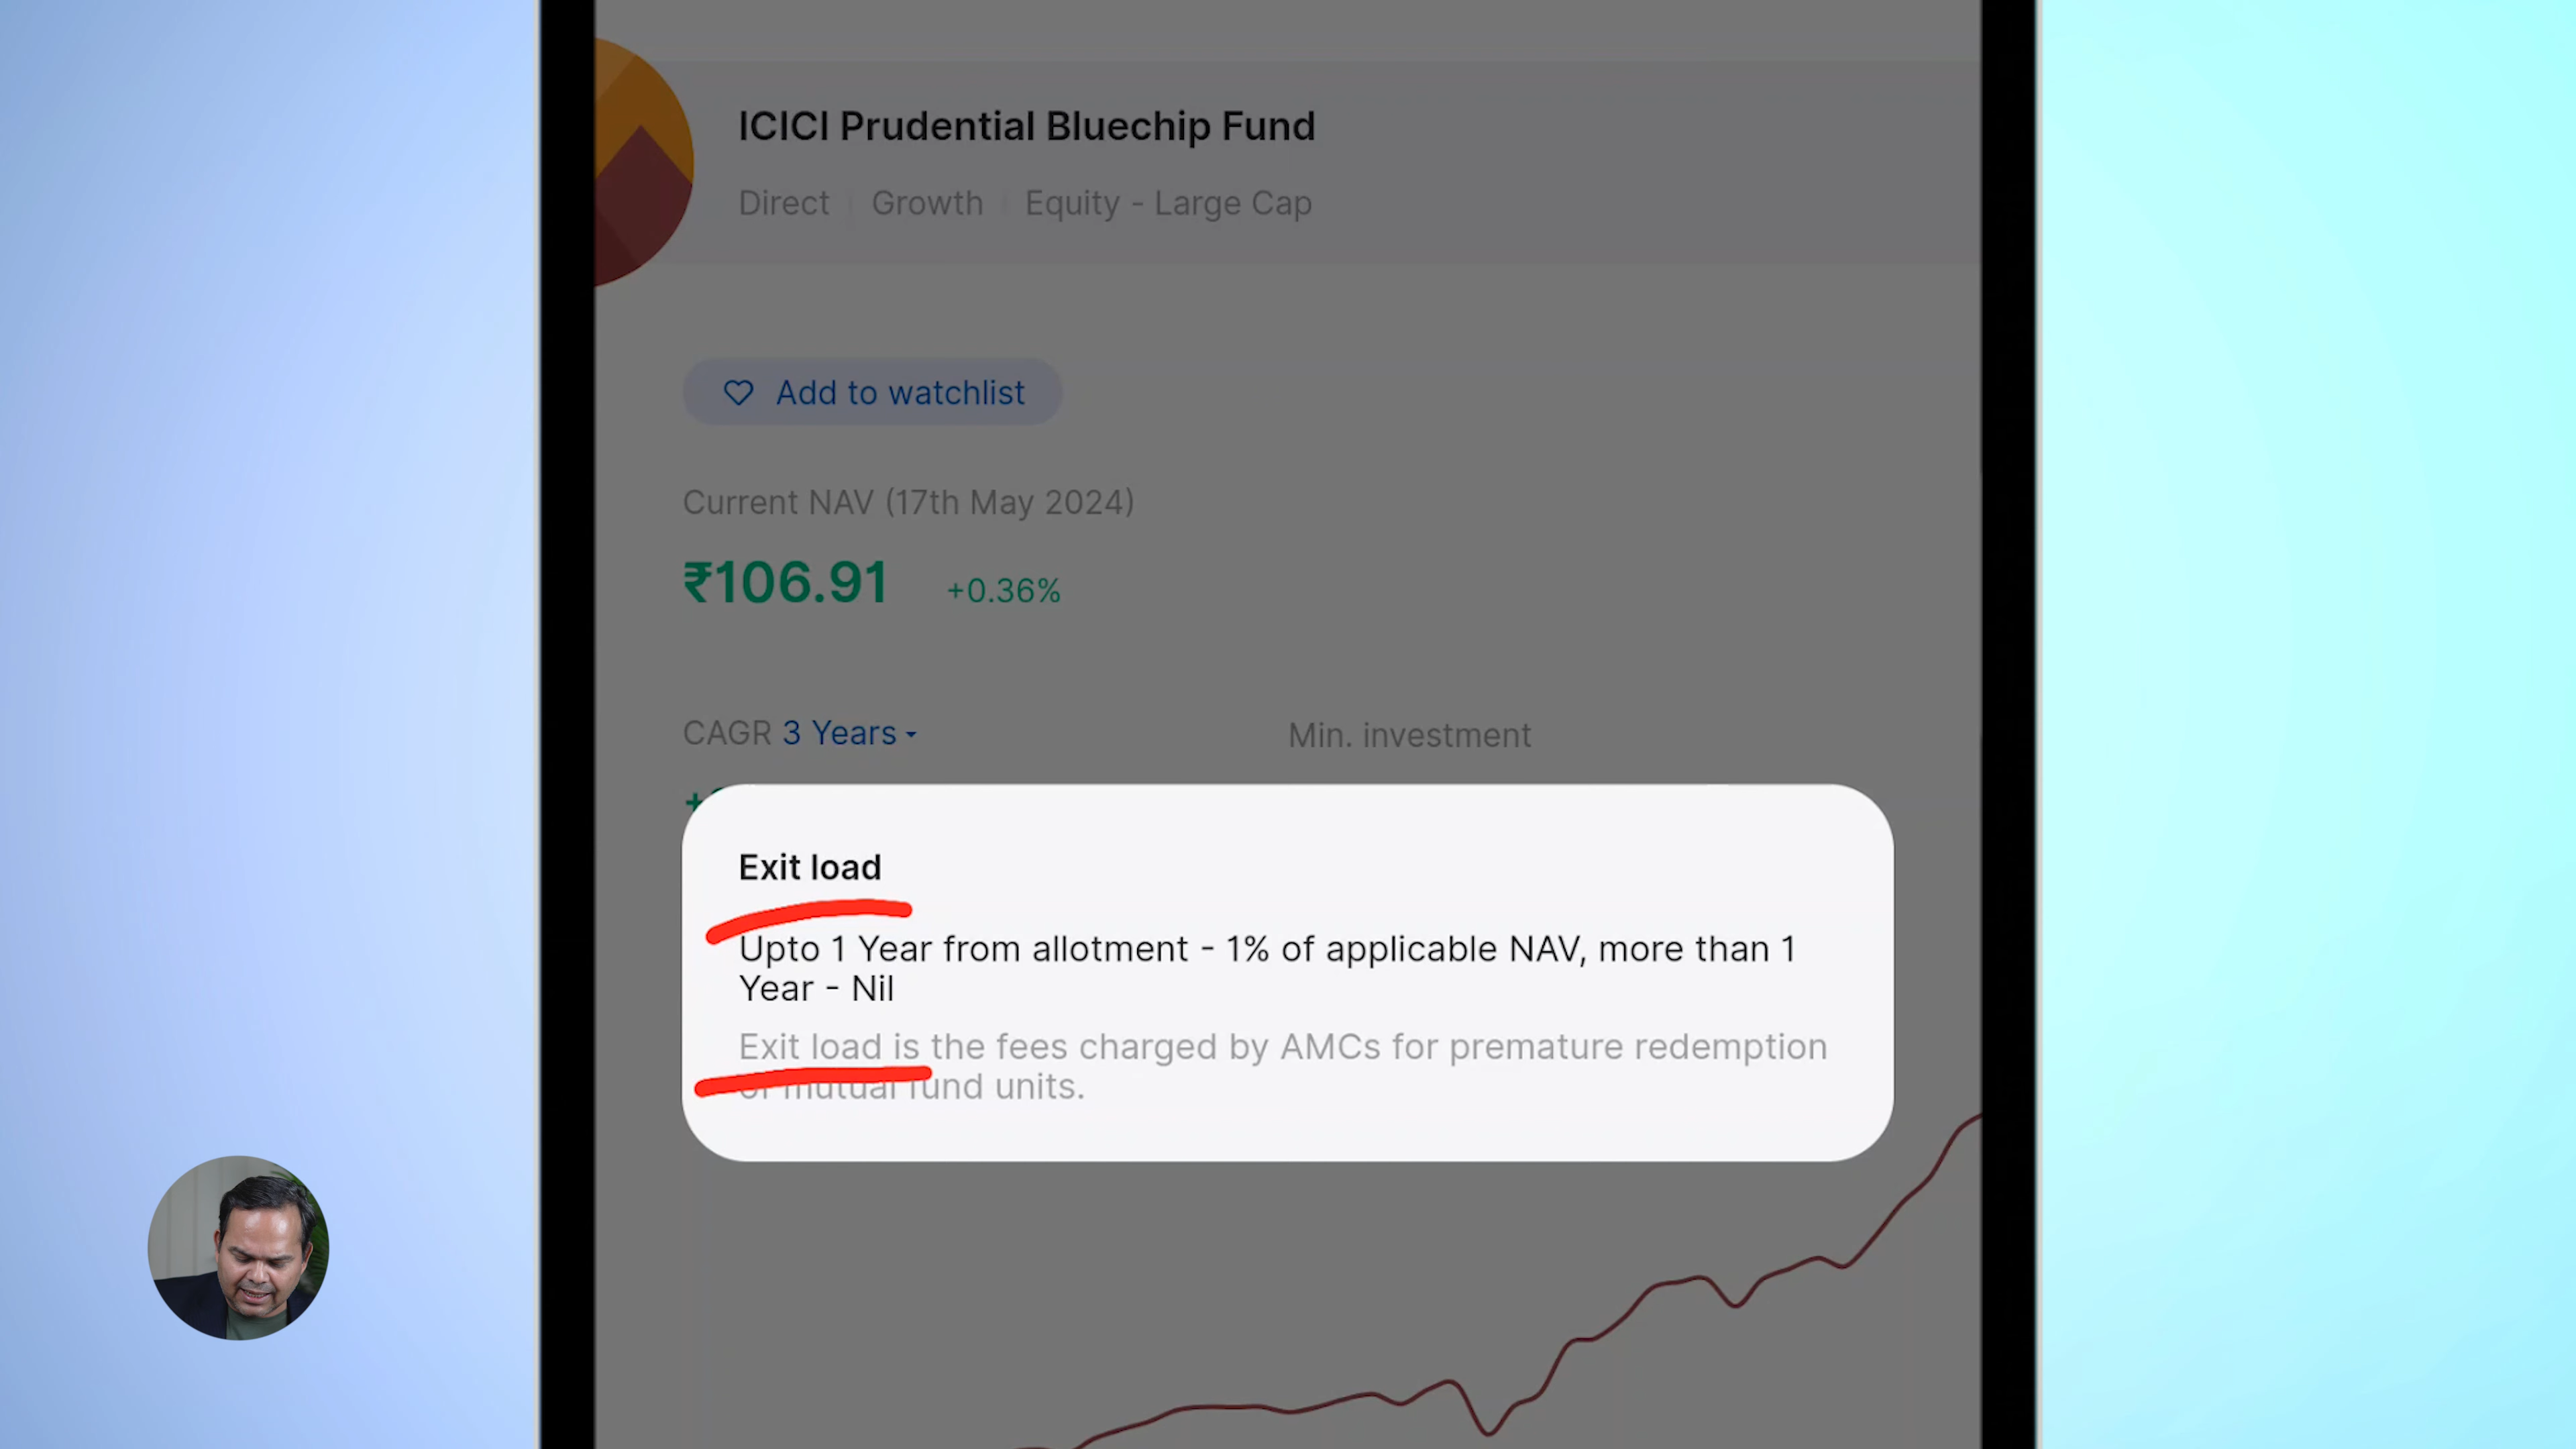 ICICI Prudential Bluechip Fund
Direct Growth Equity - Large Cap
Add to watchlist
Current NAV (17th May 2024)
₹106.91 +0.36%
CAGR 3 Years Min. investment
Exit load
Upto 1 Year from allotment - 1% of applicable NAV, more than 1
Year - Nil
Exit load is the fees charged by AMCs for premature redemption
of mutual fund units.